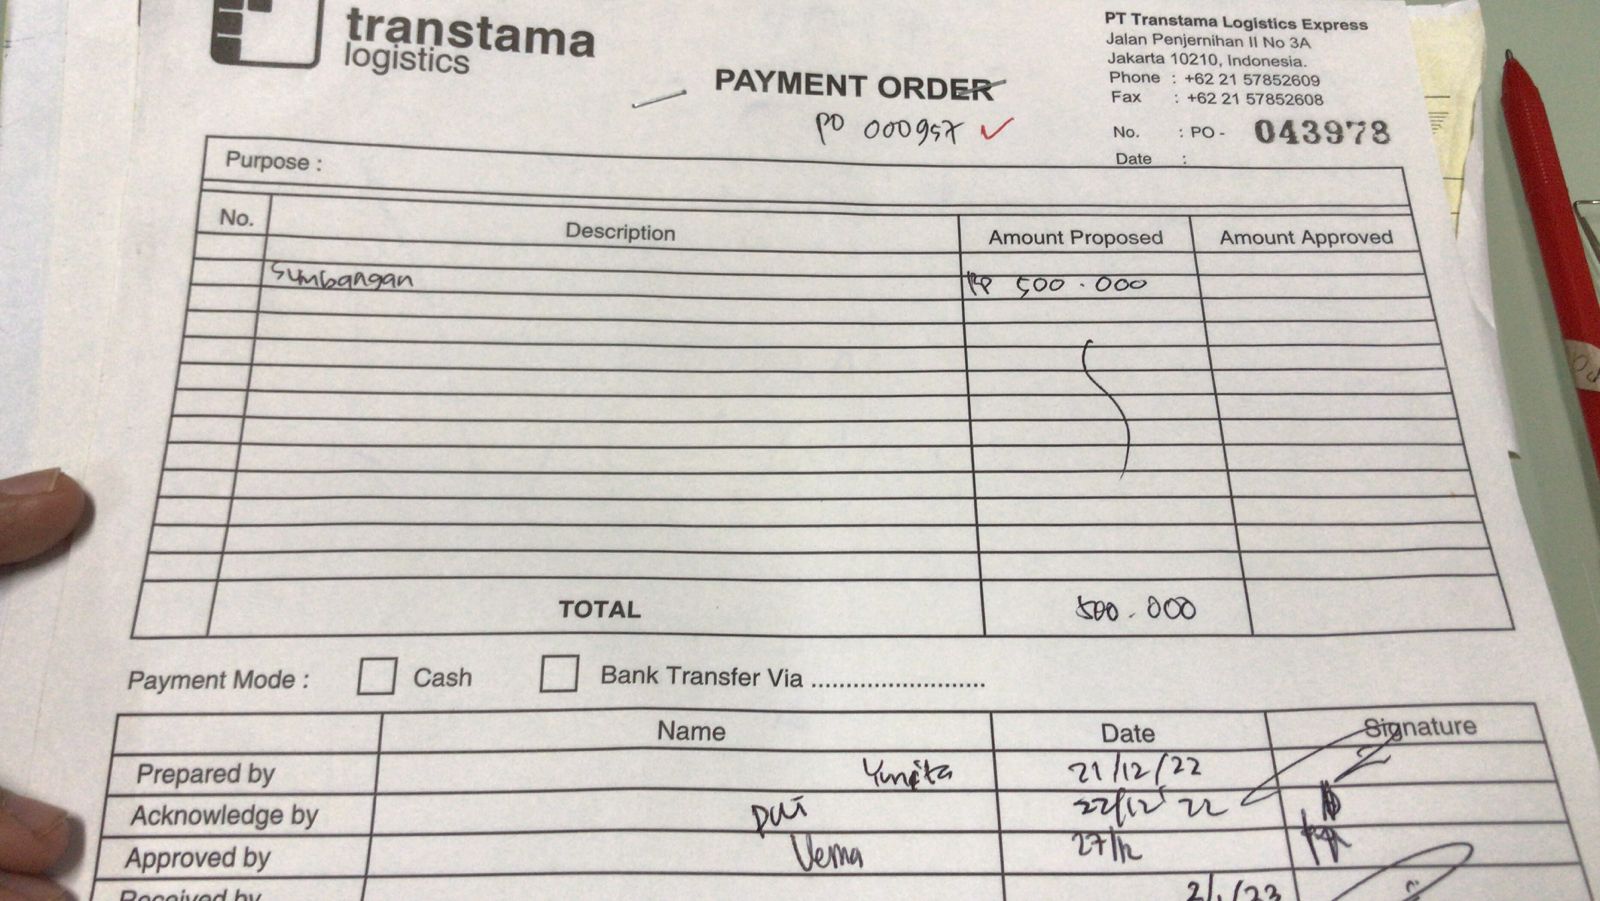 transtama
logistics
PT Transtama Logistics Express
Jalan Penjernihan II No 3A
Jakarta 10210, Indonesia.
Phone : +62 21 57852609
Fax : +62 21 57852608
PAYMENT ORDER
PO 000957
No. : PO - 043978
Date :
Purpose :
No. Description Amount Proposed Amount Approved
Sumbangan Rp 500.000
TOTAL 500.000
Payment Mode : Cash Bank Transfer Via ........................
Name Date Signature
Prepared by Yunita 21/12/22
Acknowledge by 22/12 22
Approved by Verna 27/12
Received by 2/1/23